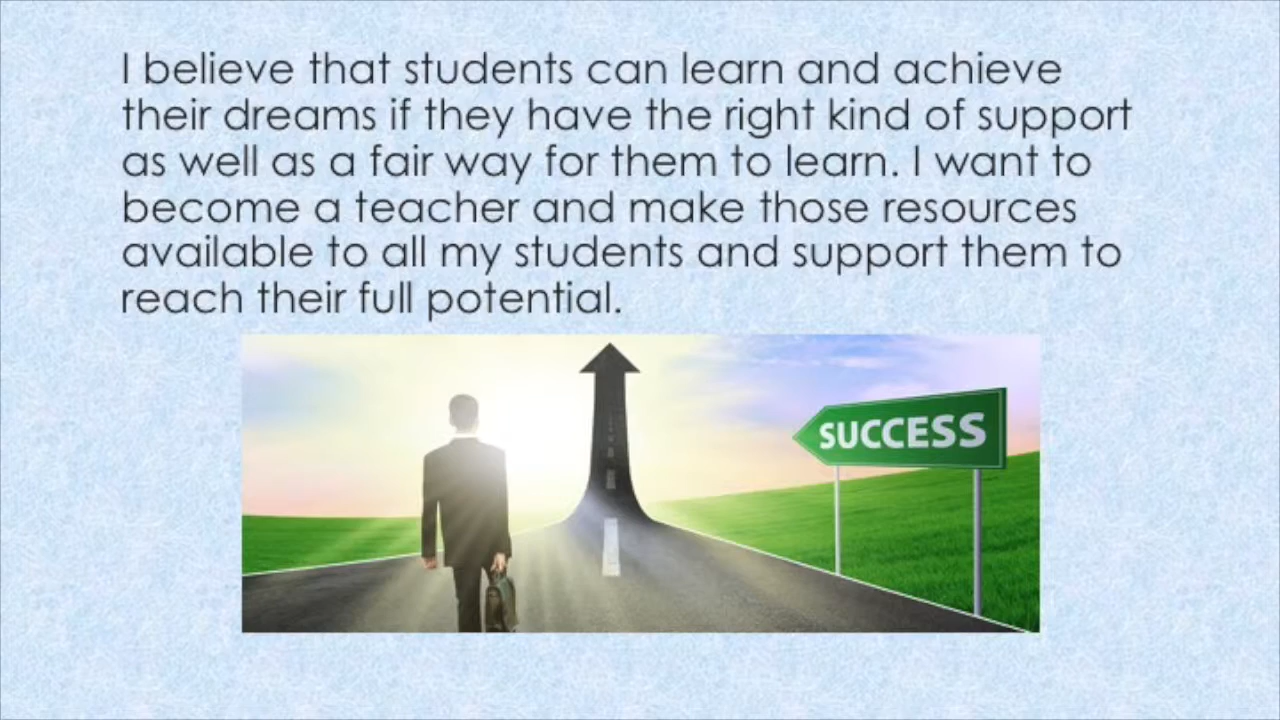 I believe that students can learn and achieve
their dreams if they have the right kind of support
as well as a fair way for them to learn. I want to
become a teacher and make those resources
available to all my students and support them to
reach their full potential.
SUCCESS